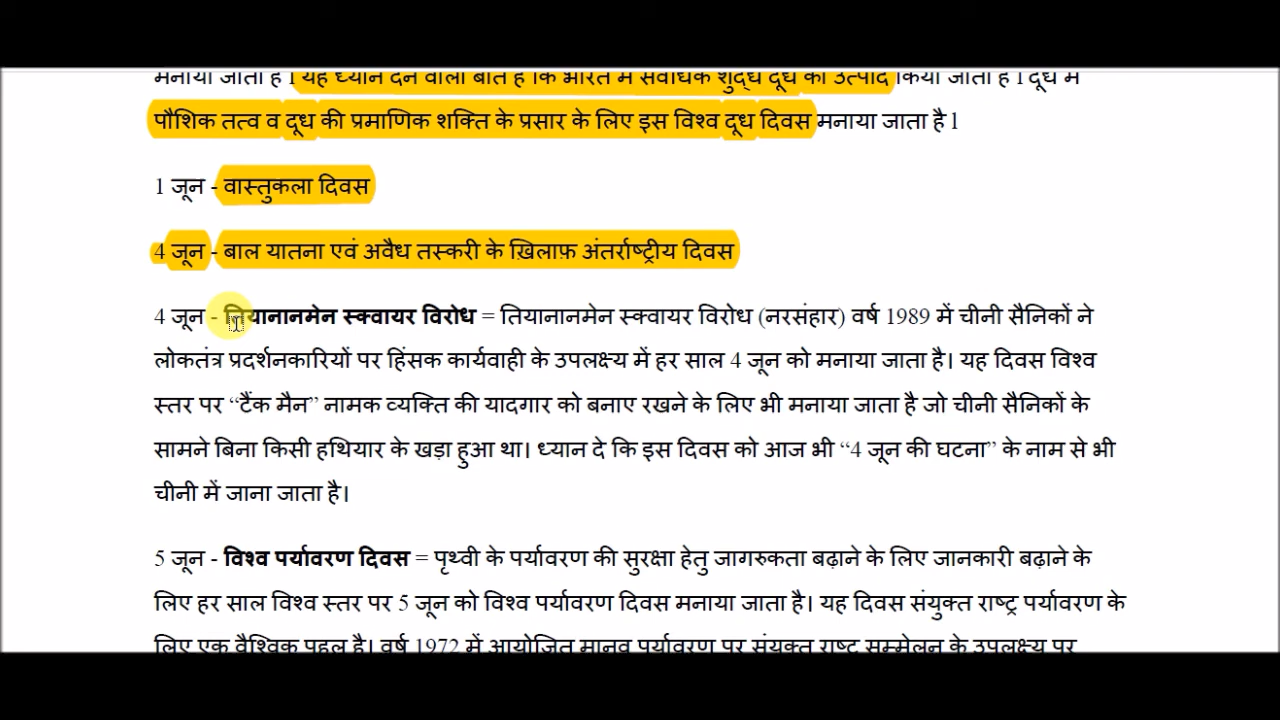 मनाया जाता है l यह ध्यान देने वाली बात है कि भारत में सर्वाधिक शुद्ध दूध का उत्पाद किया जाता है l दूध में
पौशिक तत्व व दूध की प्रमाणिक शक्ति के प्रसार के लिए इस विश्व दूध दिवस मनाया जाता है l
1 जून - वास्तुकला दिवस
4 जून - बाल यातना एवं अवैध तस्करी के ख़िलाफ़ अंतर्राष्ट्रीय दिवस
4 जून - तियानानमेन स्क्वायर विरोध = तियानानमेन स्क्वायर विरोध (नरसंहार) वर्ष 1989 में चीनी सैनिकों ने
लोकतंत्र प्रदर्शनकारियों पर हिंसक कार्यवाही के उपलक्ष्य में हर साल 4 जून को मनाया जाता है। यह दिवस विश्व
स्तर पर “टैंक मैन” नामक व्यक्ति की यादगार को बनाए रखने के लिए भी मनाया जाता है जो चीनी सैनिकों के
सामने बिना किसी हथियार के खड़ा हुआ था। ध्यान दे कि इस दिवस को आज भी “4 जून की घटना” के नाम से भी
चीनी में जाना जाता है।
5 जून - विश्व पर्यावरण दिवस = पृथ्वी के पर्यावरण की सुरक्षा हेतु जागरुकता बढ़ाने के लिए जानकारी बढ़ाने के
लिए हर साल विश्व स्तर पर 5 जून को विश्व पर्यावरण दिवस मनाया जाता है। यह दिवस संयुक्त राष्ट्र पर्यावरण के
लिए एक वैश्विक पहल है। वर्ष 1972 में आयोजित मानव पर्यावरण पर संयुक्त राष्ट्र सम्मेलन के उपलक्ष्य पर